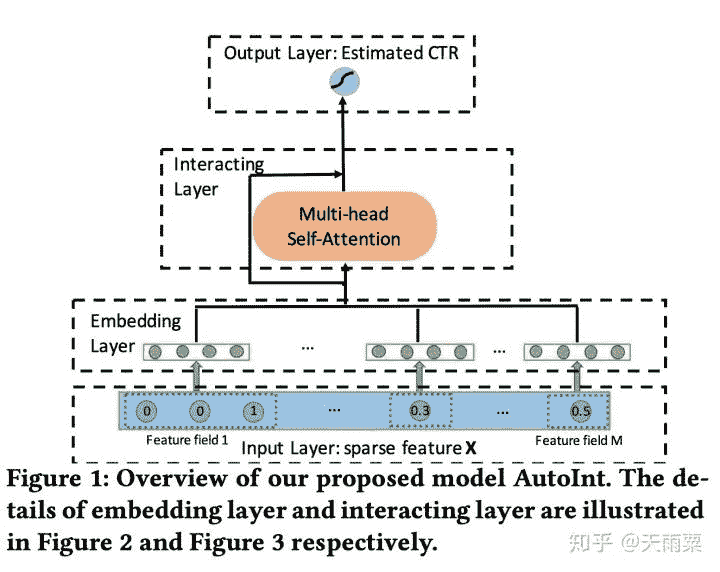 Output Layer: Estimated CTR
Interacting
Layer
Multi-head
Self-Attention
Embedding
Layer
... ...
0 0 1 ... 0.3 ... 0.5
Feature field 1 Feature field M
Input Layer: sparse feature X
Figure 1: Overview of our proposed model AutoInt. The de-
tails of embedding layer and interacting layer are illustrated
in Figure 2 and Figure 3 respectively.
知乎 @天雨粟